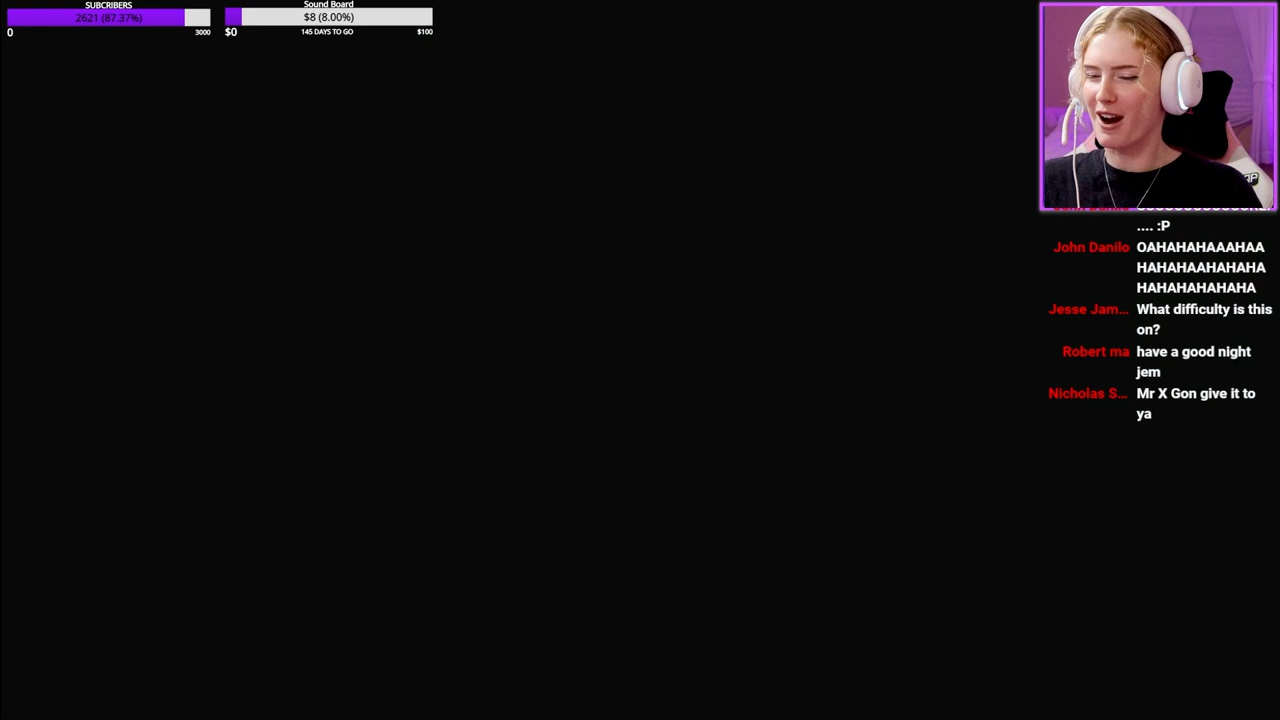 SUBCRIBERS
2621 (87.37%)
0
3000
Sound Board
$8 (8.00%)
$0
145 DAYS TO GO
$100
.... :P
John Danilo
OAHAHAHAAAHAA
HAHAHAAHAHAHA
HAHAHAHAHAHA
Jesse Jam...
What difficulty is this
on?
Robert ma
have a good night
jem
Nicholas S...
Mr X Gon give it to
ya